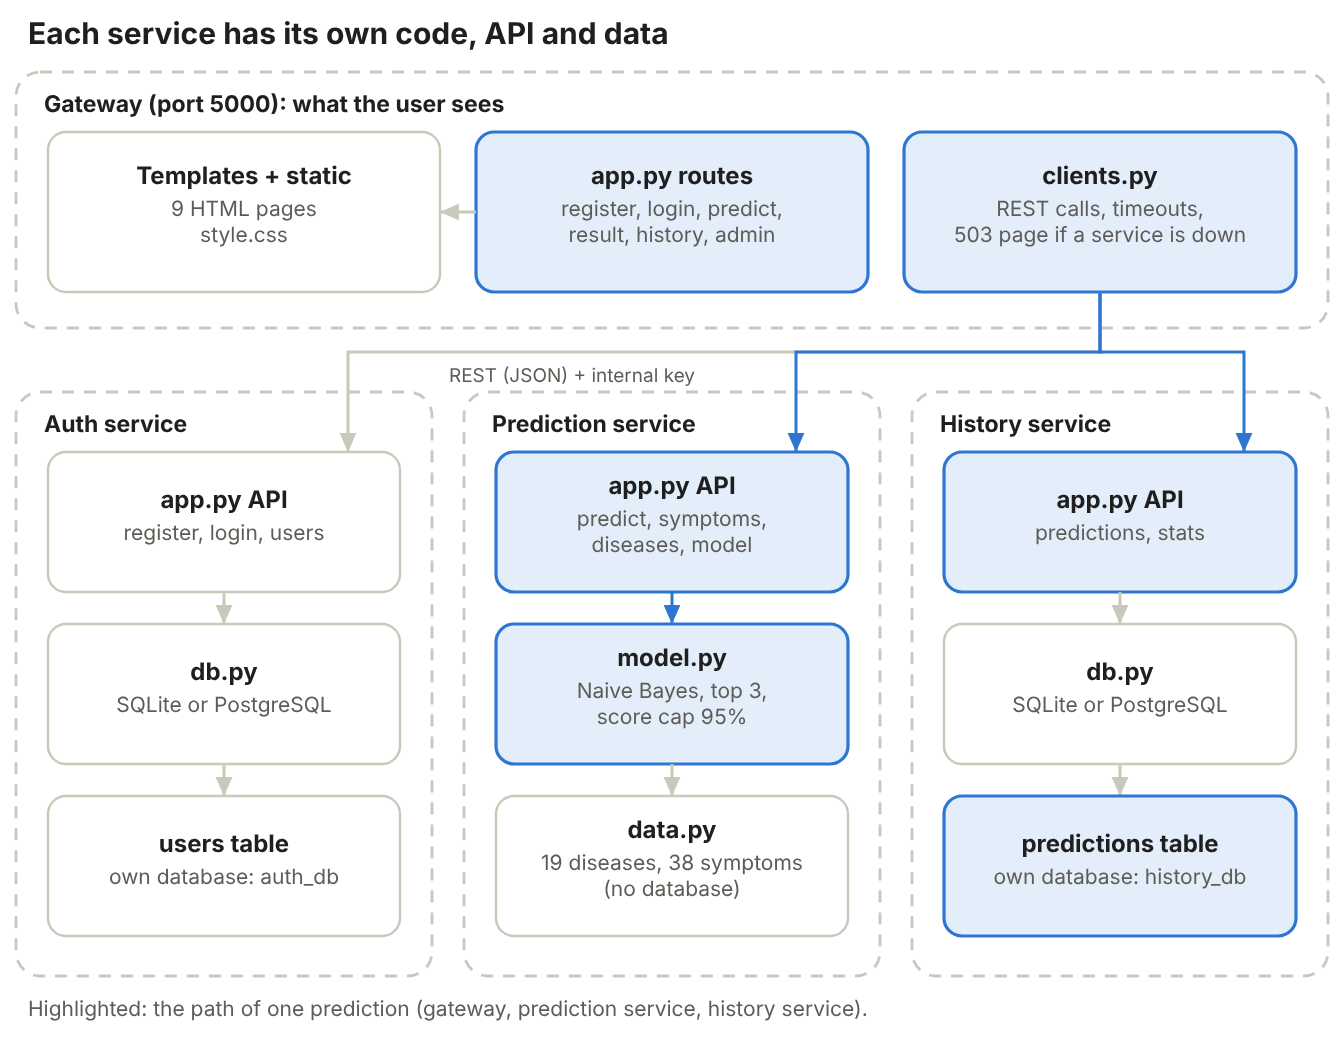 Each service has its own code, API and data
Gateway (port 5000): what the user sees
Templates + static
9 HTML pages
style.css
app.py routes
register, login, predict,
result, history, admin
clients.py
REST calls, timeouts,
503 page if a service is down
REST (JSON) + internal key
Auth service
app.py API
register, login, users
db.py
SQLite or PostgreSQL
users table
own database: auth_db
Prediction service
app.py API
predict, symptoms,
diseases, model
model.py
Naive Bayes, top 3,
score cap 95%
data.py
19 diseases, 38 symptoms
(no database)
History service
app.py API
predictions, stats
db.py
SQLite or PostgreSQL
predictions table
own database: history_db
Highlighted: the path of one prediction (gateway, prediction service, history service).